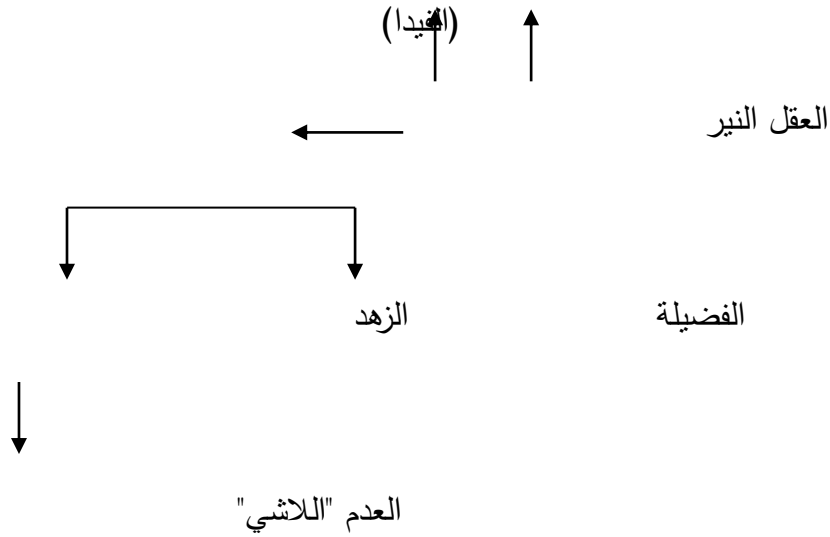 (الفيدا)
العقل النير
الفضيلة الزهد
العدم "اللاشي"